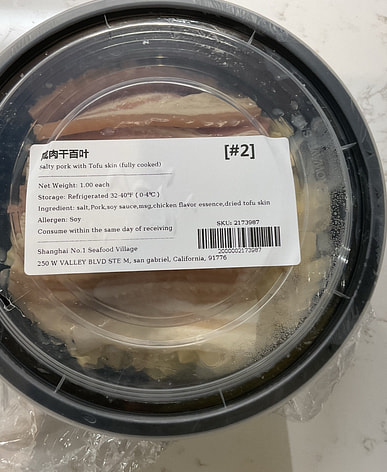 肉干百叶 [#2]
salty pork with Tofu skin (fully cooked)
Net Weight: 1.00 each
Storage: Refrigerated 32-40°F ( 0-4°C )
Ingredient: salt,Pork,soy sauce,msg,chicken flavor essence,dried tofu skin
Allergen: Soy
SKU: 2173987
Consume within the same day of receiving
2000002173987
Shanghai No.1 Seafood Village
250 W VALLEY BLVD STE M, san gabriel, California, 91776